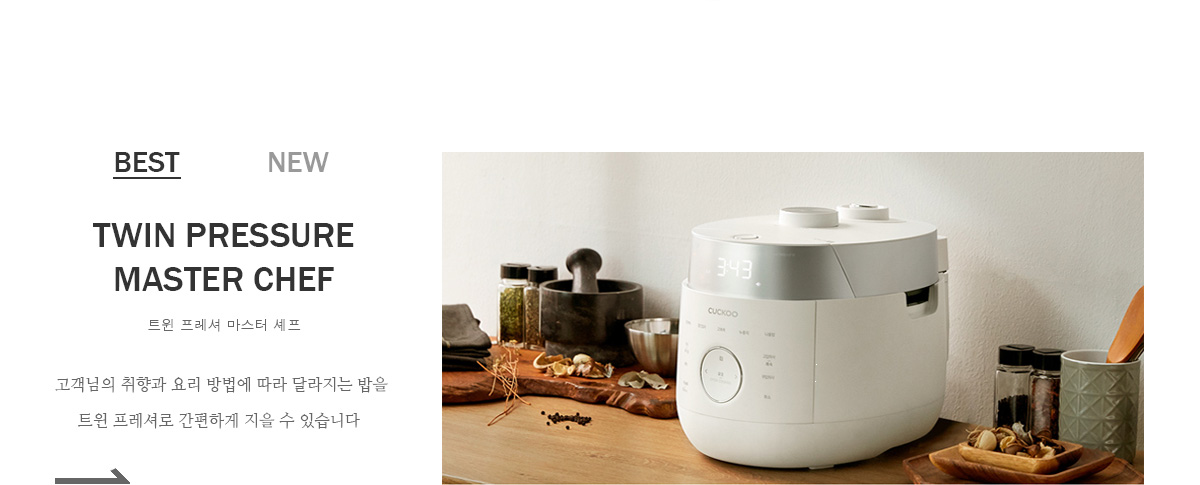 BEST NEW
TWIN PRESSURE
MASTER CHEF
트윈 프레셔 마스터 셰프
고객님의 취향과 요리 방법에 따라 달라지는 밥을
트윈 프레셔로 간편하게 지을 수 있습니다
3:43
CUCKOO